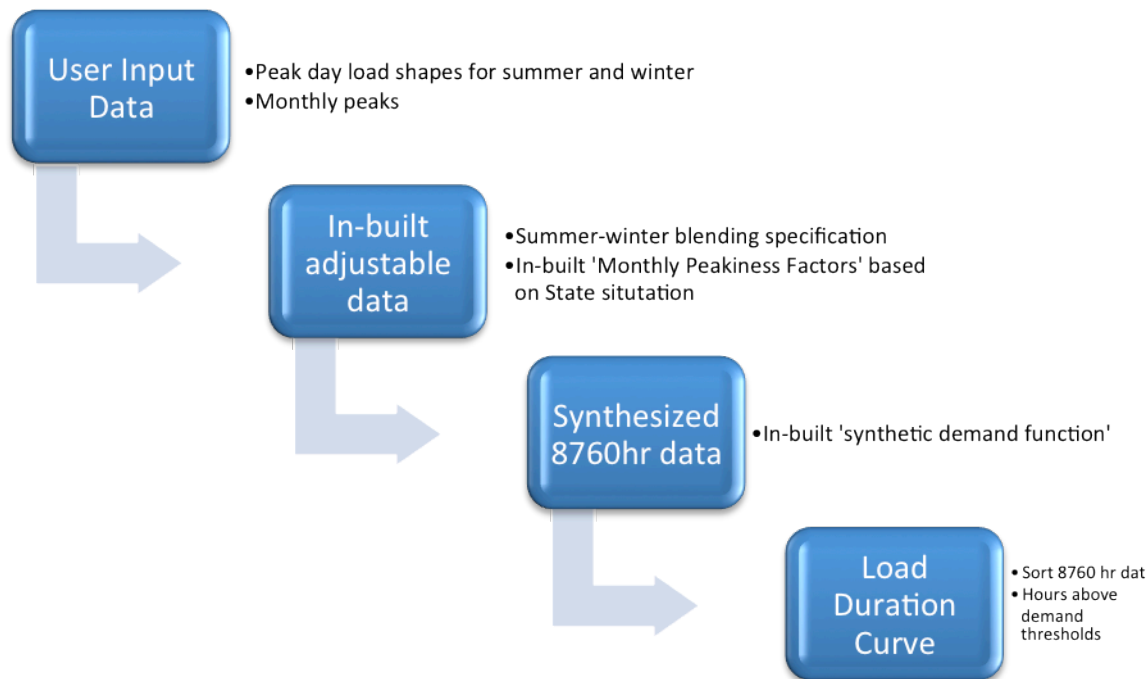 User Input
Data
•Peak day load shapes for summer and winter
•Monthly peaks
In-built
adjustable
data
•Summer-winter blending specification
•In-built 'Monthly Peakiness Factors' based
on State situtation
Synthesized
8760hr data
•In-built 'synthetic demand function'
Load
Duration
Curve
• Sort 8760 hr dat
• Hours above
demand
thresholds